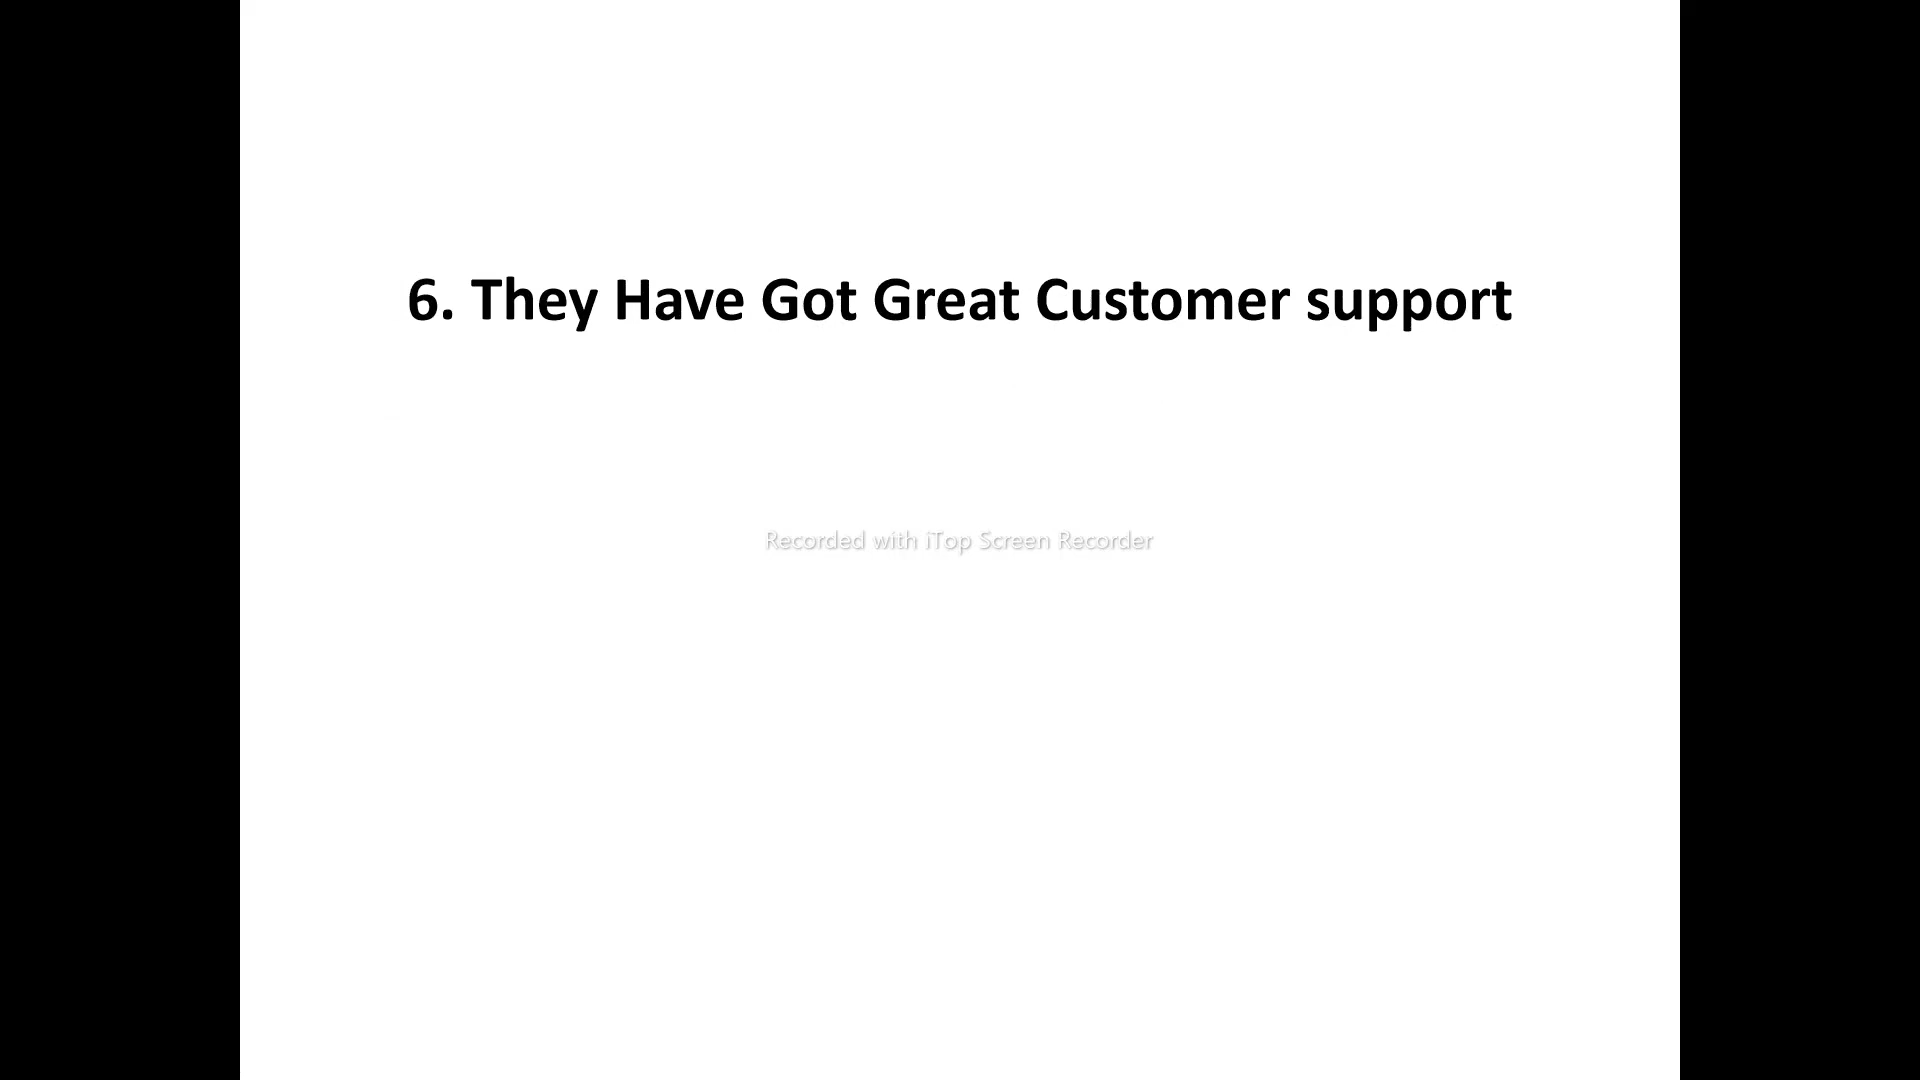 6. They Have Got Great Customer support
Recorded with iTop Screen Recorder